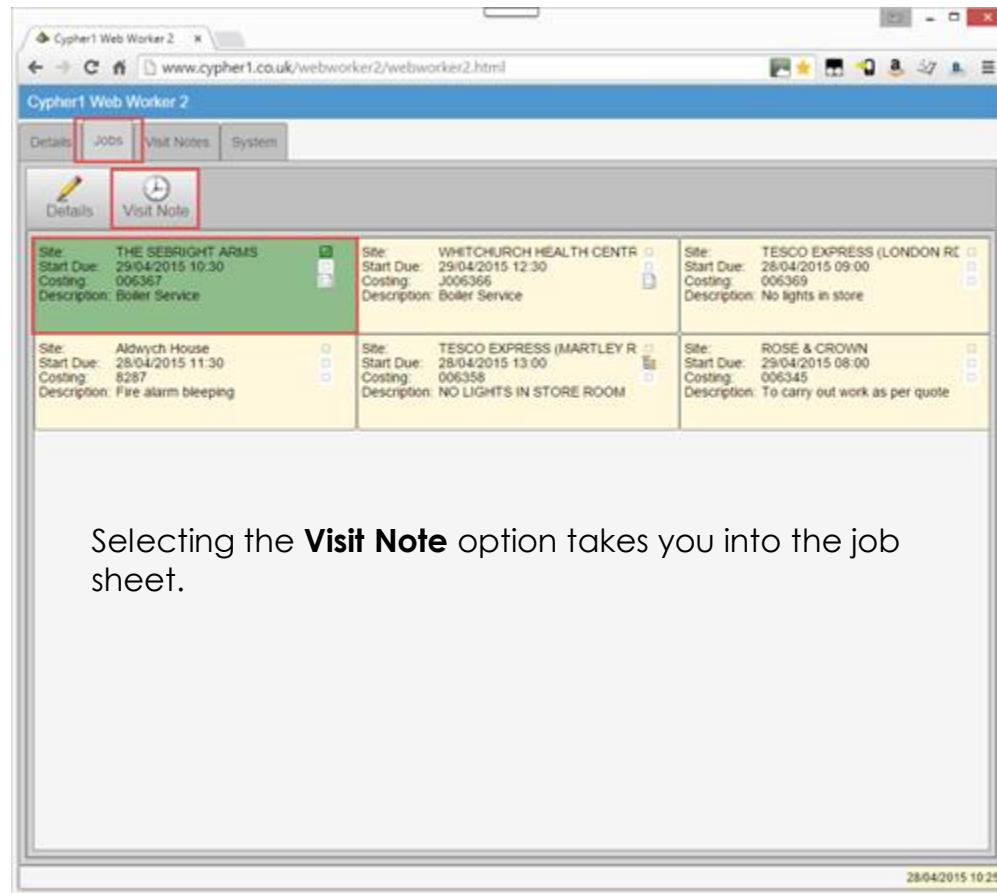 Cypher1 Web Worker 2
www.cypher1.co.uk/webworker2/webworker2.html
Cypher1 Web Worker 2
Details Jobs Visit Notes System
Details Visit Note
Site: THE SEBRIGHT ARMS
Start Due: 29/04/2015 10:30
Costing: 006367
Description: Boiler Service
Site: WHITCHURCH HEALTH CENTR
Start Due: 29/04/2015 12:30
Costing: J006366
Description: Boiler Service
Site: TESCO EXPRESS (LONDON RD
Start Due: 28/04/2015 09:00
Costing: 006369
Description: No lights in store
Site: Aldwych House
Start Due: 28/04/2015 11:30
Costing: 8287
Description: Fire alarm bleeping
Site: TESCO EXPRESS (MARTLEY R
Start Due: 28/04/2015 13:00
Costing: 006358
Description: NO LIGHTS IN STORE ROOM
Site: ROSE & CROWN
Start Due: 29/04/2015 08:00
Costing: 006345
Description: To carry out work as per quote
Selecting the Visit Note option takes you into the job
sheet.
28/04/2015 10:25